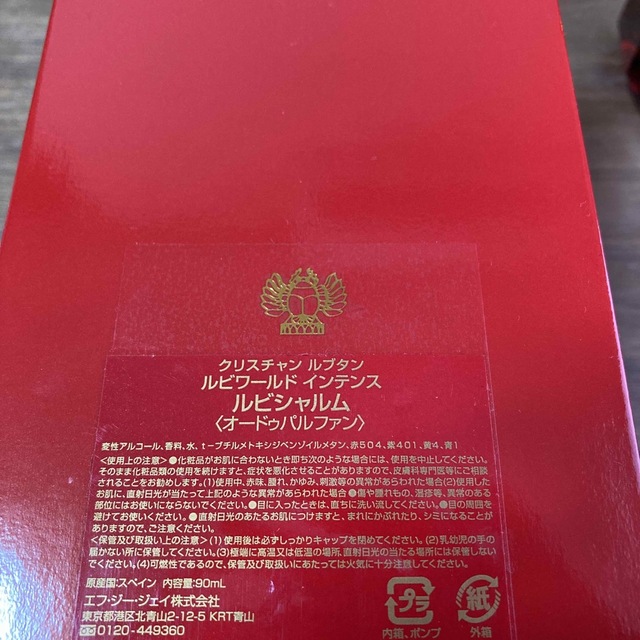 クリスチャン ルブタン
ルビワールド インテンス
ルビシャルム
〈オードゥパルファン〉
変性アルコール、香料、水、t-ブチルメトキシジベンゾイルメタン、赤504、紫401、黄4、青1
<使用上の注意>●化粧品がお肌に合わない時即ち次のような場合には、使用を中止してください。
そのまま化粧品類の使用を続けますと、症状を悪化させることがありますので、皮膚科専門医等にご相談
されることをお勧めします。(1)使用中、赤味、腫れ、かゆみ、刺激等の異常があらわれた場合(2)使用した
お肌に、直射日光が当たって上記のような異常があらわれた場合●傷や腫れもの、湿疹等、異常のある
部位にはお使いにならないでください。●目に入ったときは、直ちに洗い流してください。●目の周囲を
避けてお使いください。●直射日光のあたるお肌につけますと、まれにかぶれたり、シミになることが
ありますので、ご注意ください。
<保管及び取扱い上の注意> (1)使用後は必ずしっかりキャップを閉めてください。(2)乳幼児の手の
届かない所に保管してください。(3)極端に高温又は低温の場所、直射日光の当たる場所には保管しない
でください。(4)可燃性であるので、保管及び取扱いにあたっては火気に十分注意してください。
原産国:スペイン 内容量:90mL
エフ・ジー・ジェイ株式会社
東京都港区北青山2-12-5 KRT青山
0120-449360
プラ
内箱、ポンプ
紙
外箱